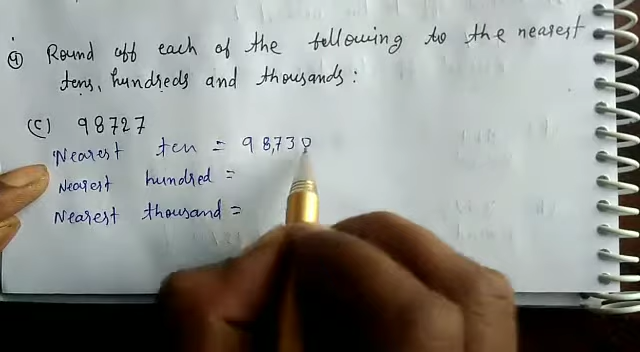 ④ Round off each of the following to the nearest
tens, hundreds and thousands:
(C) 98727
Nearest ten = 98,730
Nearest hundred =
Nearest thousand =